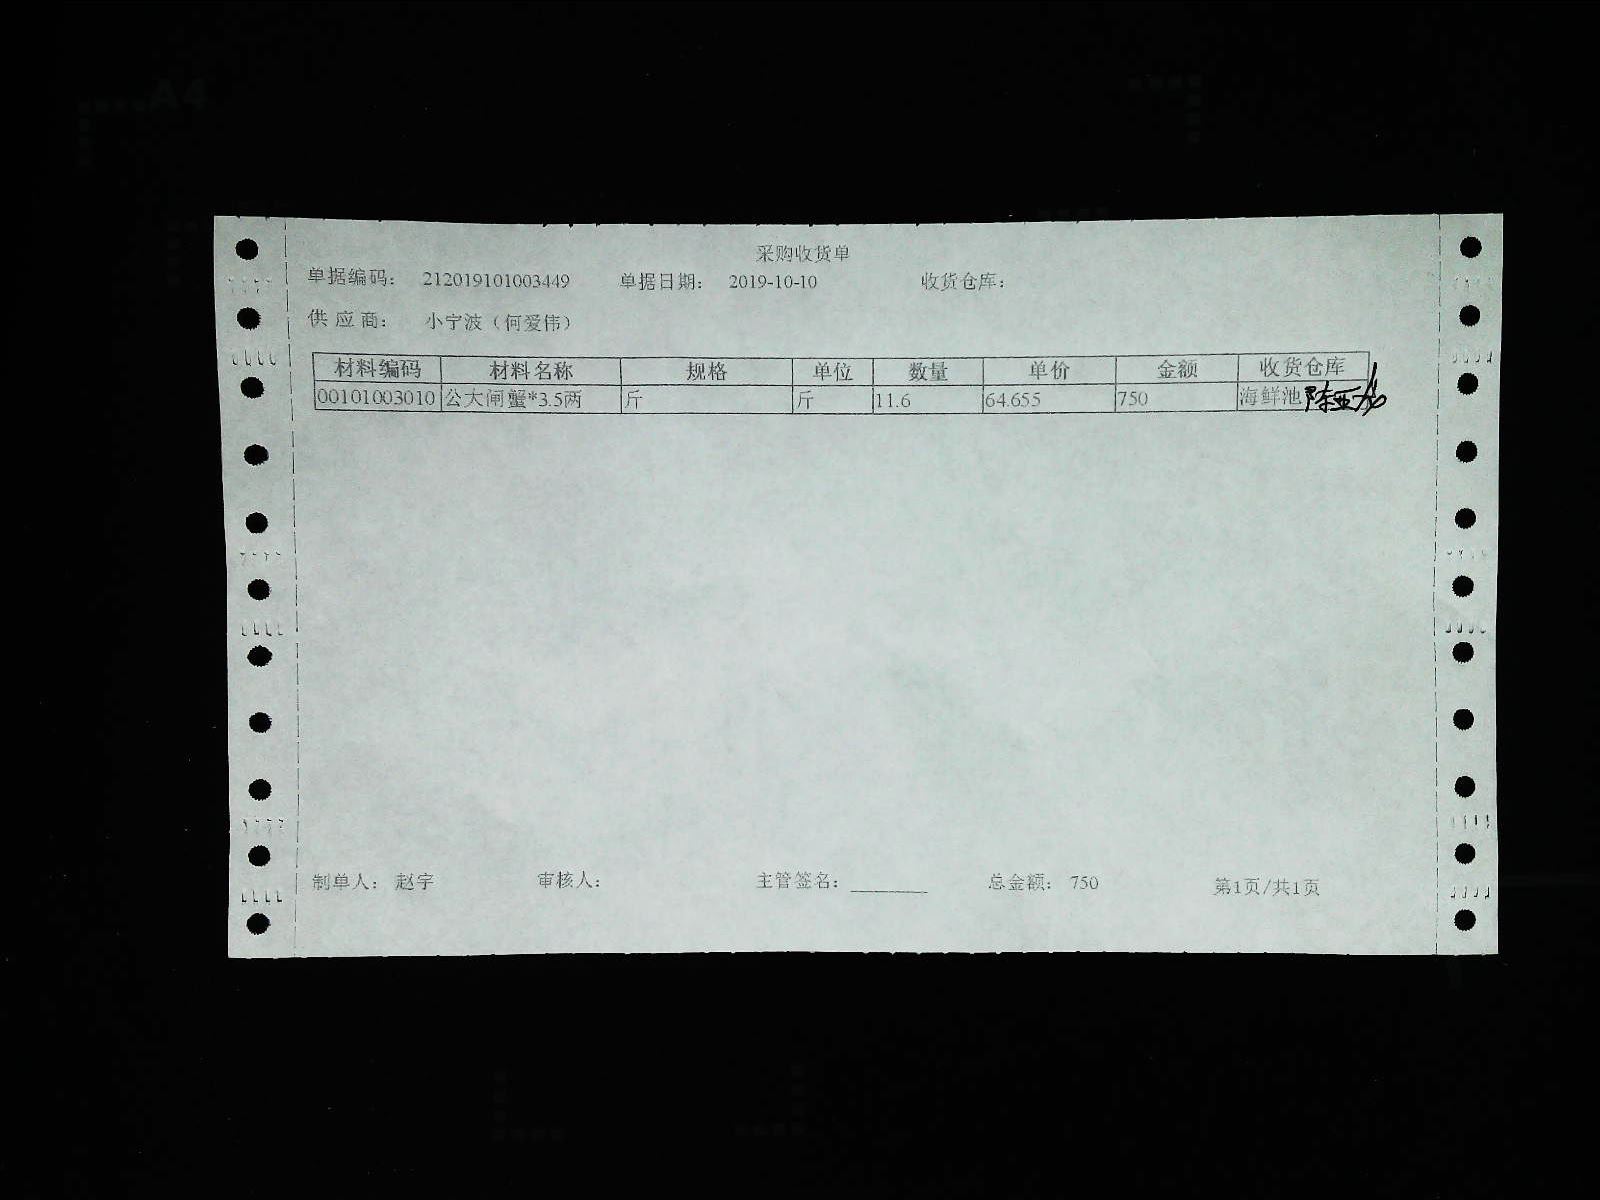 采购收货单
单据编码： 212019101003449 单据日期： 2019-10-10 收货仓库：
供 应 商： 小宁波（何爱伟）
材料编码 材料名称 规格 单位 数量 单价 金额 收货仓库
00101003010 公大闸蟹*3.5两 斤 斤 11.6 64.655 750 海鲜池
制单人： 赵宇 审核人： 主管签名：________ 总金额： 750 第1页/共1页
A4